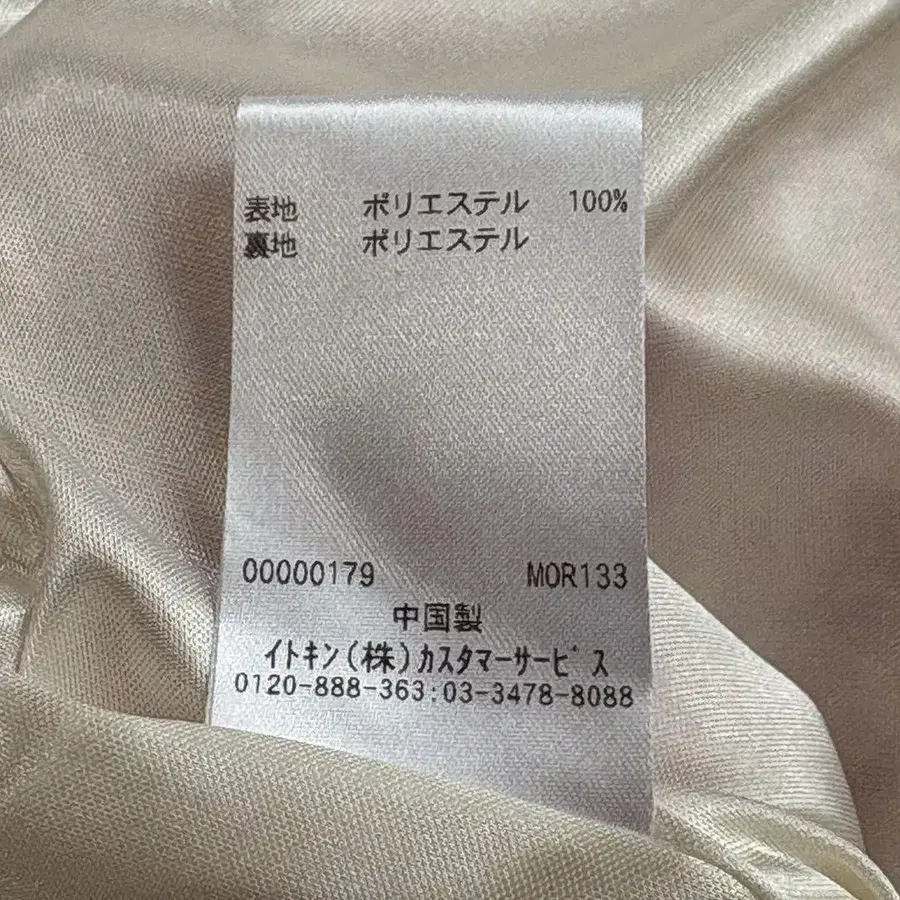 表地 ポリエステル 100%
裏地 ポリエステル
00000179 MOR133
中国製
イトキン(株)カスタマーサービス
0120-888-363:03-3478-8088